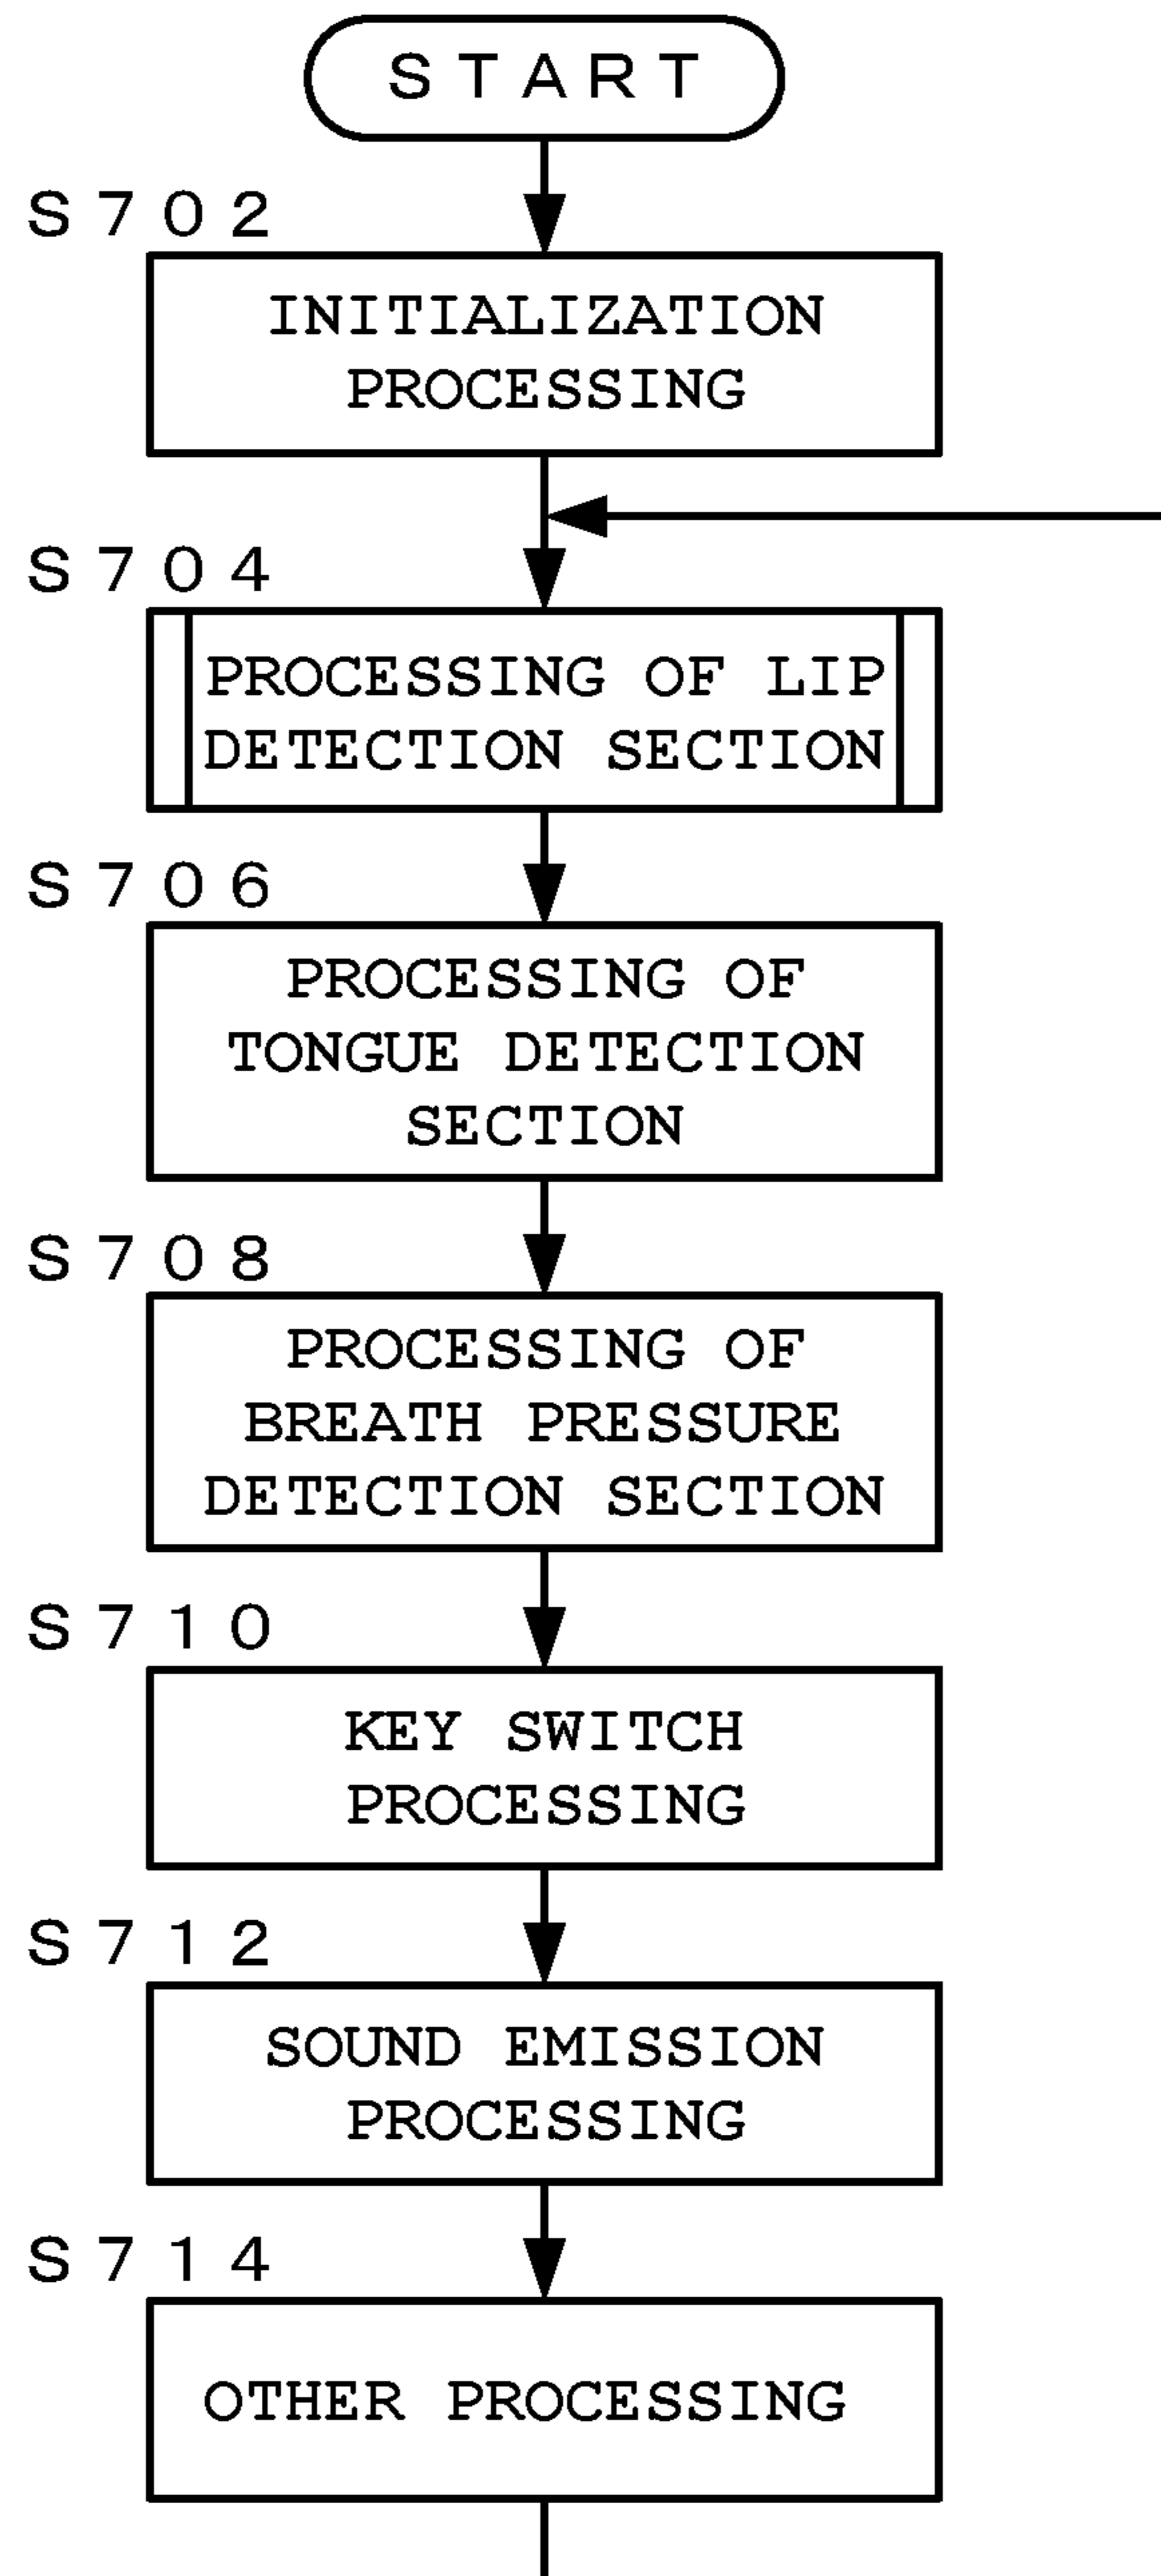 START
S702
INITIALIZATION
PROCESSING
S704
PROCESSING OF LIP
DETECTION SECTION
S706
PROCESSING OF
TONGUE DETECTION
SECTION
S708
PROCESSING OF
BREATH PRESSURE
DETECTION SECTION
S710
KEY SWITCH
PROCESSING
S712
SOUND EMISSION
PROCESSING
S714
OTHER PROCESSING